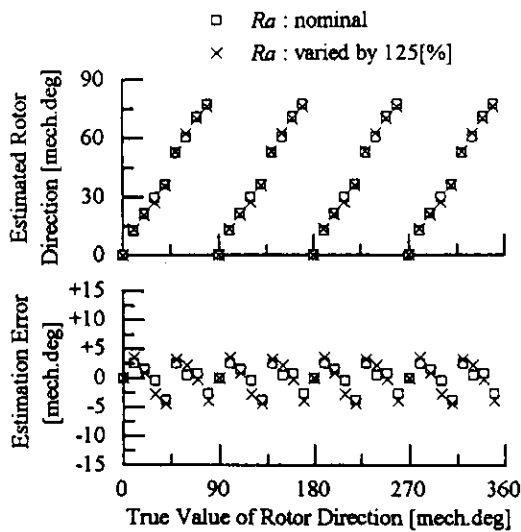 □ Ra : nominal
× Ra : varied by 125[%]
Estimated Rotor
Direction [mech.deg]
90
60
30
0
Estimation Error
[mech.deg]
+15
+10
+5
0
-5
-10
-15
0 90 180 270 360
True Value of Rotor Direction [mech.deg]